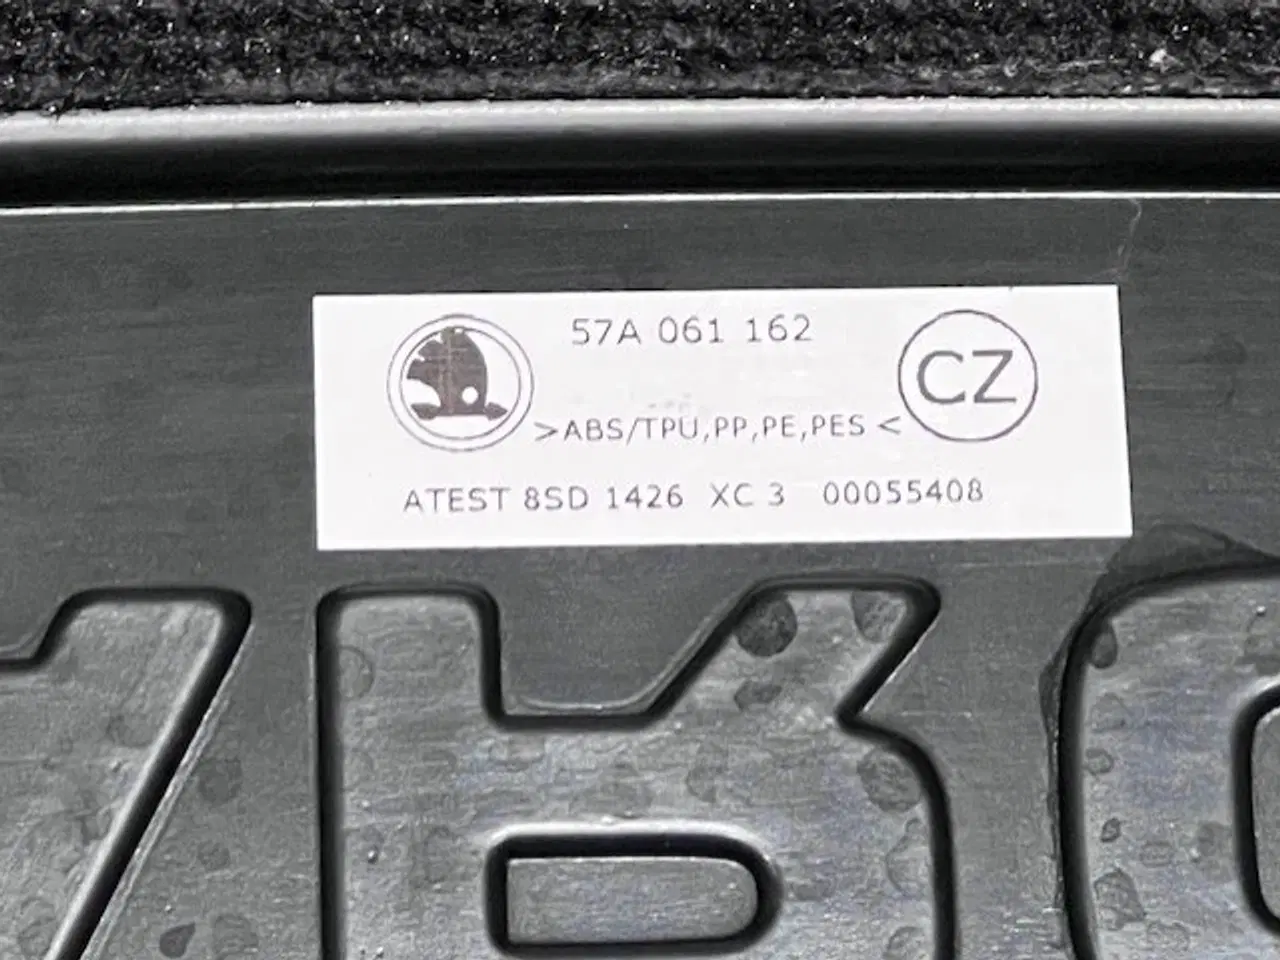 57A 061 162
CZ
>ABS/TPU,PP,PE,PES <
ATEST 8SD 1426 XC 3 00055408